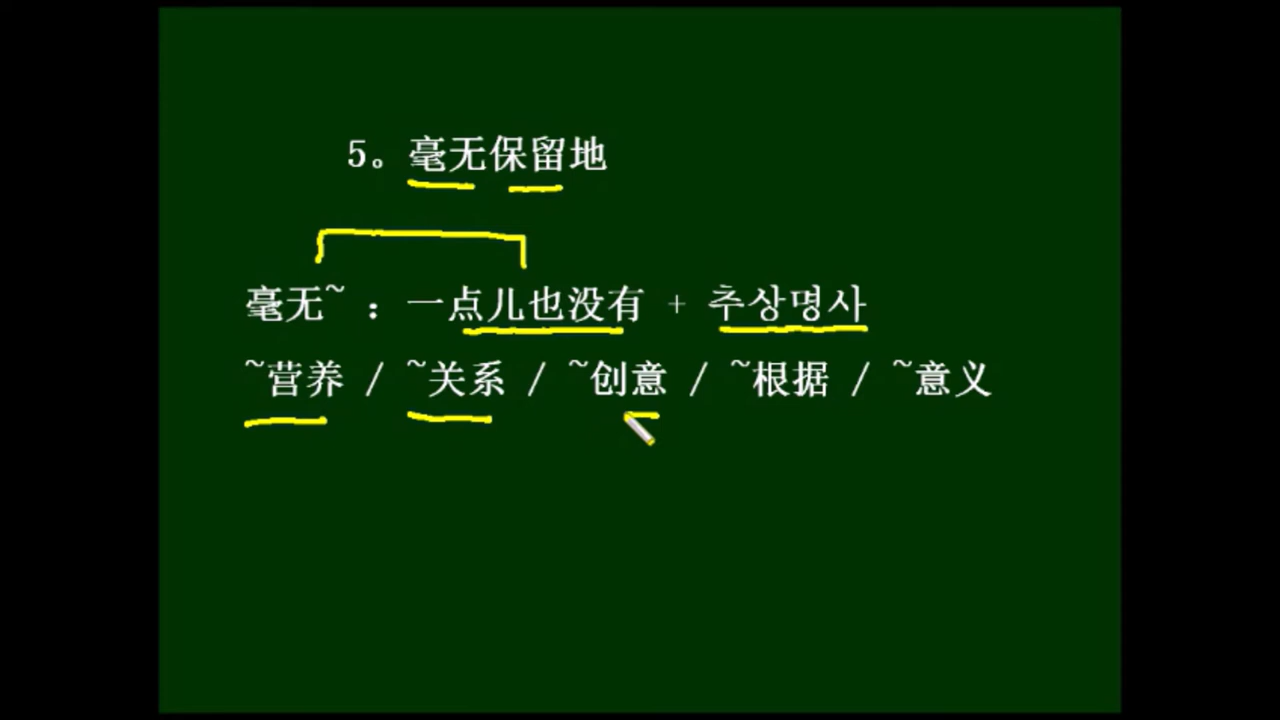 5。毫无保留地
毫无~ : 一点儿也没有 + 추상명사
~营养 / ~关系 / ~创意 / ~根据 / ~意义